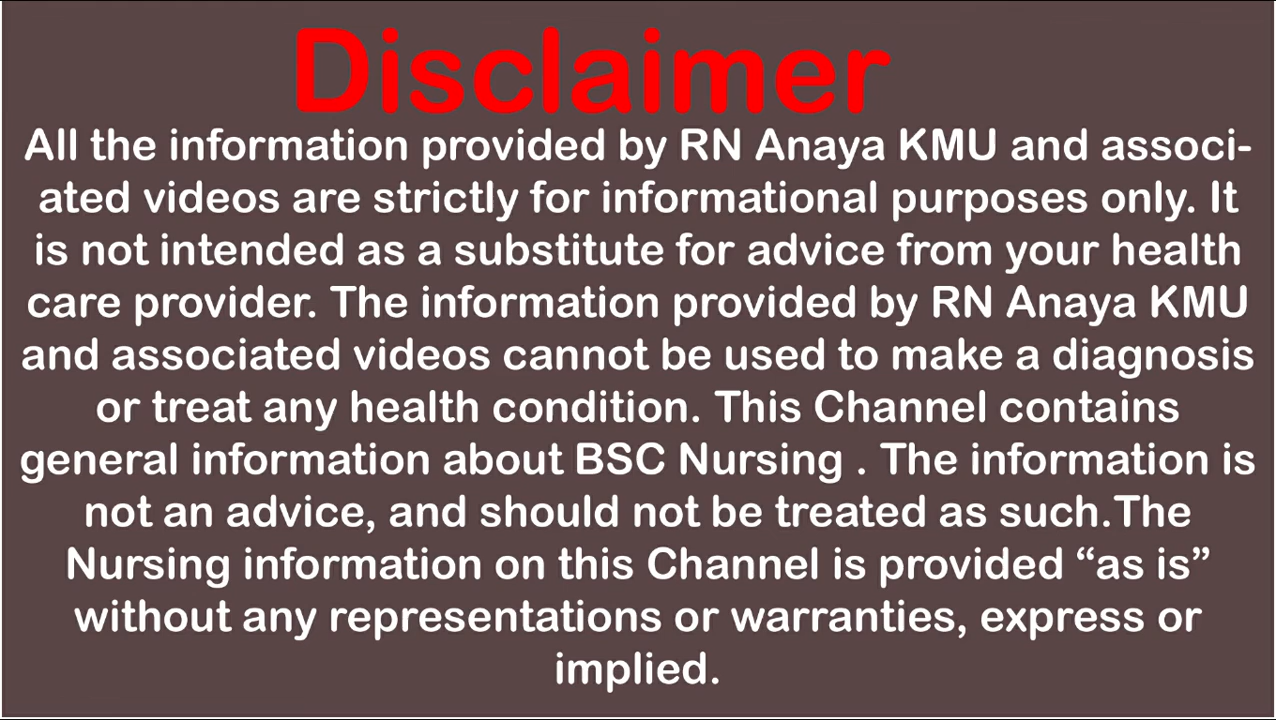 Disclaimer
All the information provided by RN Anaya KMU and associ-
ated videos are strictly for informational purposes only. It
is not intended as a substitute for advice from your health
care provider. The information provided by RN Anaya KMU
and associated videos cannot be used to make a diagnosis
or treat any health condition. This Channel contains
general information about BSC Nursing . The information is
not an advice, and should not be treated as such.The
Nursing information on this Channel is provided “as is”
without any representations or warranties, express or
implied.